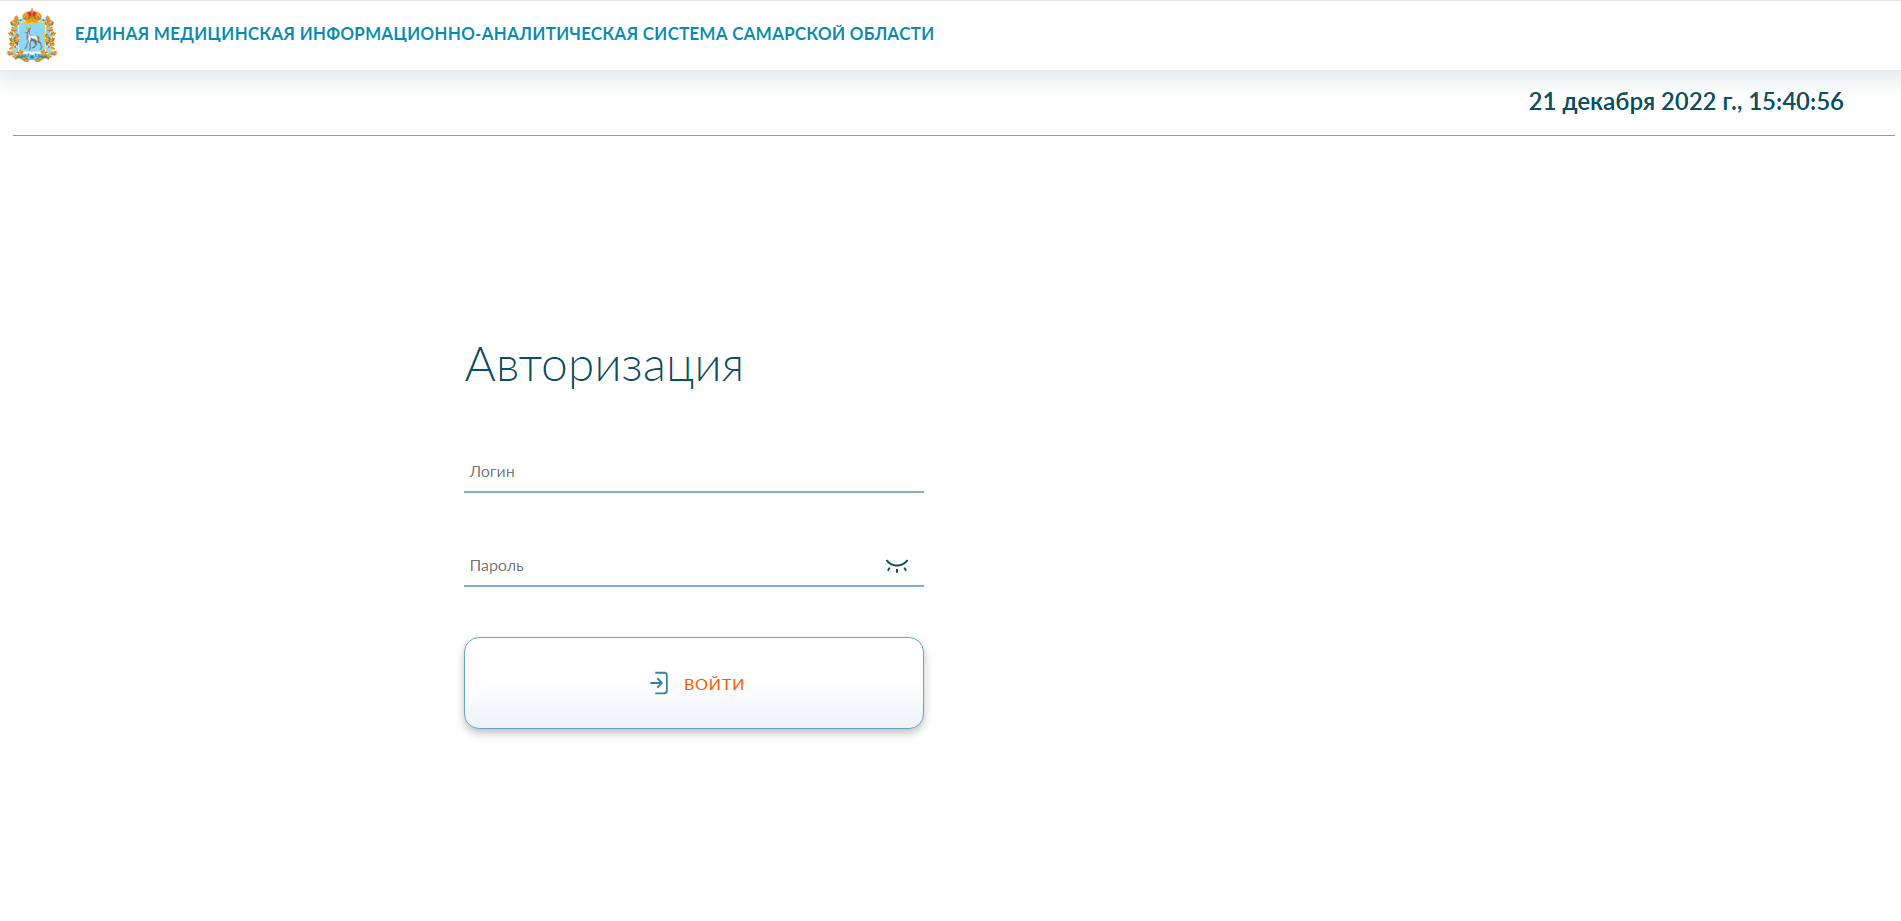 ЕДИНАЯ МЕДИЦИНСКАЯ ИНФОРМАЦИОННО-АНАЛИТИЧЕСКАЯ СИСТЕМА САМАРСКОЙ ОБЛАСТИ
21 декабря 2022 г., 15:40:56
Авторизация
Логин
Пароль
ВОЙТИ